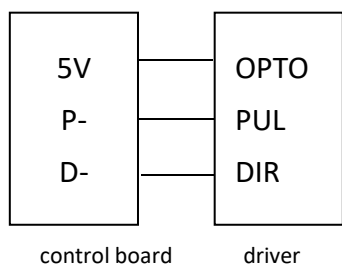 5V OPTO
P- PUL
D- DIR
control board driver